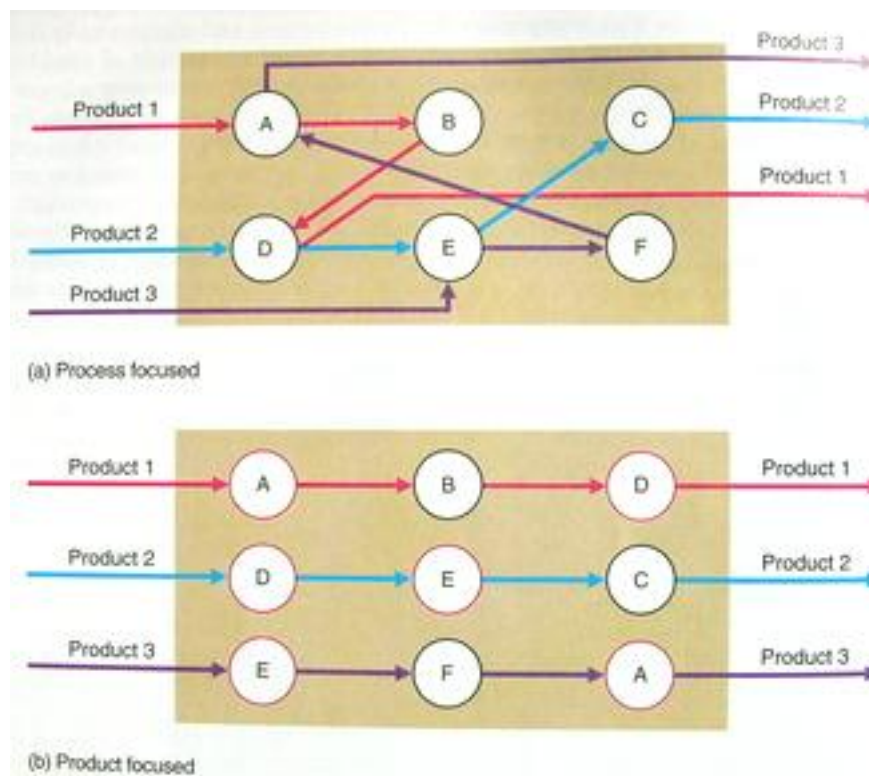 Product 3
Product 1
A
B
C
Product 2
Product 1
Product 2
D
E
F
Product 3
(a) Process focused
Product 1
A
B
D
Product 1
Product 2
D
E
C
Product 2
Product 3
E
F
A
Product 3
(b) Product focused